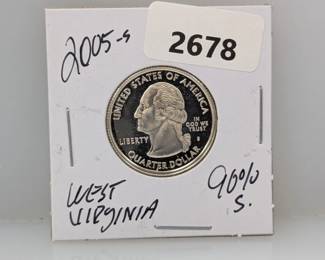 2678
2005-s
UNITED STATES OF AMERICA
IN
GOD WE
TRUST
LIBERTY
S
QUARTER DOLLAR
WEST
VIRGINIA
90%
S.